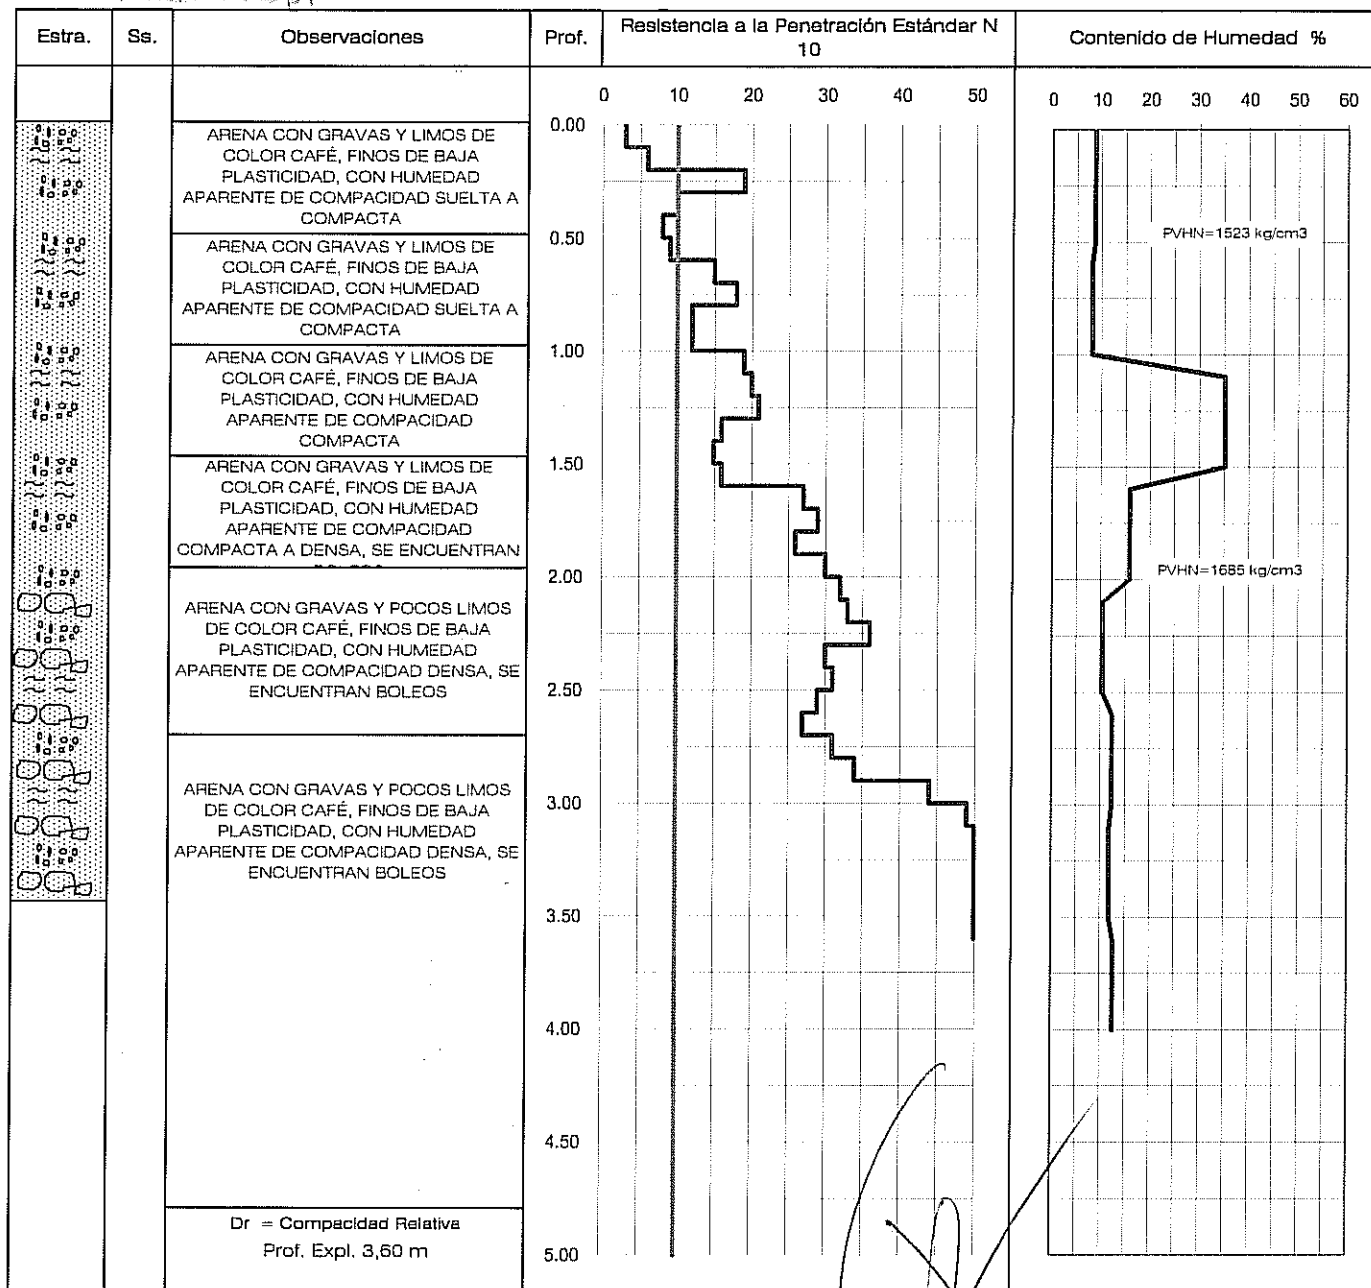 Estra.
Ss.
Observaciones
Prof.
Resistencia a la Penetración Estándar N
10
Contenido de Humedad %
0 10 20 30 40 50
0 10 20 30 40 50 60
0.00
0.50
1.00
1.50
2.00
2.50
3.00
3.50
4.00
4.50
5.00
ARENA CON GRAVAS Y LIMOS DE
COLOR CAFÉ, FINOS DE BAJA
PLASTICIDAD, CON HUMEDAD
APARENTE DE COMPACIDAD SUELTA A
COMPACTA
ARENA CON GRAVAS Y LIMOS DE
COLOR CAFÉ, FINOS DE BAJA
PLASTICIDAD, CON HUMEDAD
APARENTE DE COMPACIDAD SUELTA A
COMPACTA
ARENA CON GRAVAS Y LIMOS DE
COLOR CAFÉ, FINOS DE BAJA
PLASTICIDAD, CON HUMEDAD
APARENTE DE COMPACIDAD
COMPACTA
ARENA CON GRAVAS Y LIMOS DE
COLOR CAFÉ, FINOS DE BAJA
PLASTICIDAD, CON HUMEDAD
APARENTE DE COMPACIDAD
COMPACTA A DENSA, SE ENCUENTRAN
ARENA CON GRAVAS Y POCOS LIMOS
DE COLOR CAFÉ, FINOS DE BAJA
PLASTICIDAD, CON HUMEDAD
APARENTE DE COMPACIDAD DENSA, SE
ENCUENTRAN BOLEOS
ARENA CON GRAVAS Y POCOS LIMOS
DE COLOR CAFÉ, FINOS DE BAJA
PLASTICIDAD, CON HUMEDAD
APARENTE DE COMPACIDAD DENSA, SE
ENCUENTRAN BOLEOS
PVHN=1523 kg/cm3
PVHN=1685 kg/cm3
Dr = Compacidad Relativa
Prof. Expl. 3,60 m